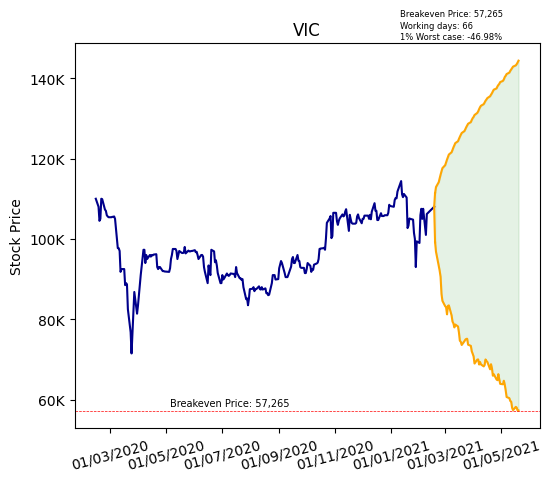 Breakeven Price: 57,265
Working days: 66
1% Worst case: -46.98%
VIC
Stock Price
140K
120K
100K
80K
60K
Breakeven Price: 57,265
01/03/2020
01/05/2020
01/07/2020
01/09/2020
01/11/2020
01/01/2021
01/03/2021
01/05/2021